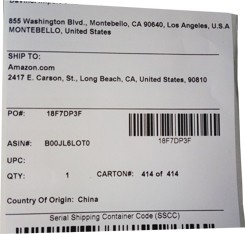 855 Washington Blvd., Montebello, CA 90640, Los Angeles, U.S.A
MONTEBELLO, United States
SHIP TO:
Amazon.com
2417 E. Carson, St., Long Beach, CA, United States, 90810
PO#: 18F7DP3F
18F7DP3F
ASIN#: B00JL6LOT0
UPC:
QTY: 1 CARTON#: 414 of 414
Country Of Origin: China
Serial Shipping Container Code (SSCC)